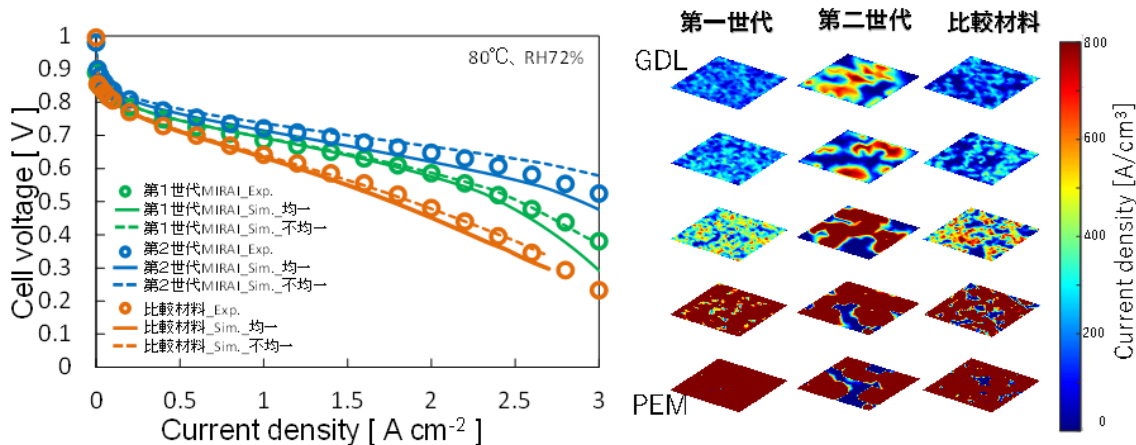 Cell voltage [ V ]
1
0.9
0.8
0.7
0.6
0.5
0.4
0.3
0.2
0.1
0
80℃、RH72%
第1世代MIRAI_Exp.
第1世代MIRAI_Sim._均一
第1世代MIRAI_Sim._不均一
第2世代MIRAI_Exp.
第2世代MIRAI_Sim._均一
第2世代MIRAI_Sim._不均一
比較材料_Exp.
比較材料_Sim._均一
比較材料_Sim._不均一
0 0.5 1 1.5 2 2.5 3
Current density [ A cm-2 ]
第一世代 第二世代 比較材料
GDL
PEM
800
600
400
200
0
Current density [A/cm³]